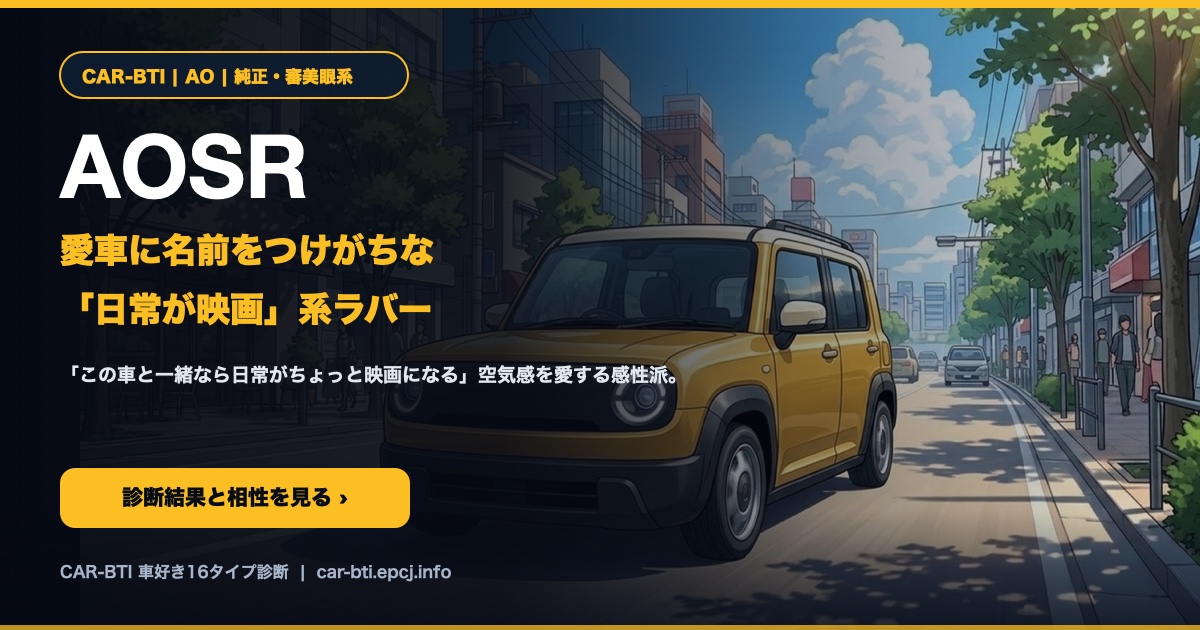 CAR-BTI | AO | 純正・審美眼系
AOSR
愛車に名前をつけがちな
「日常が映画」系ラバー
「この車と一緒なら日常がちょっと映画になる」空気感を愛する感性派。
診断結果と相性を見る ›
CAR-BTI 車好き16タイプ診断 | car-bti.epcj.info